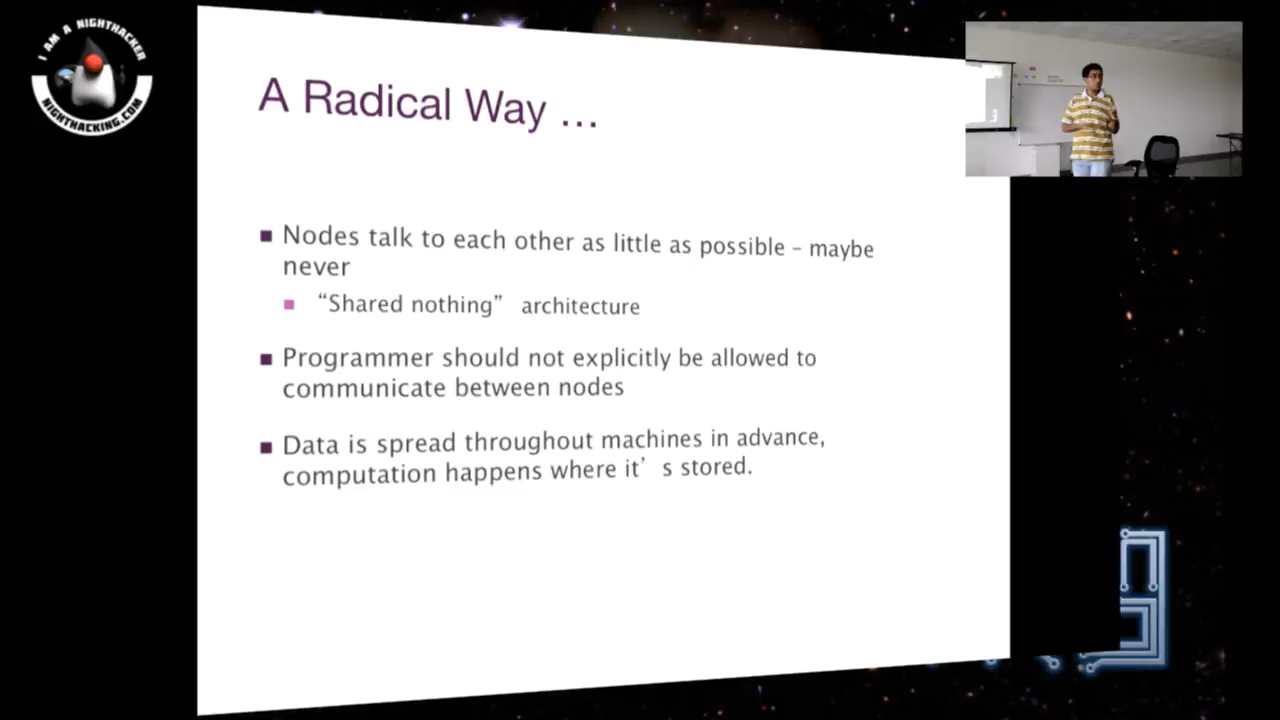 I AM A NIGHTHACKER
NIGHTHACKING.COM
A Radical Way ...
Nodes talk to each other as little as possible – maybe
never
“Shared nothing” architecture
Programmer should not explicitly be allowed to
communicate between nodes
Data is spread throughout machines in advance,
computation happens where it’ s stored.